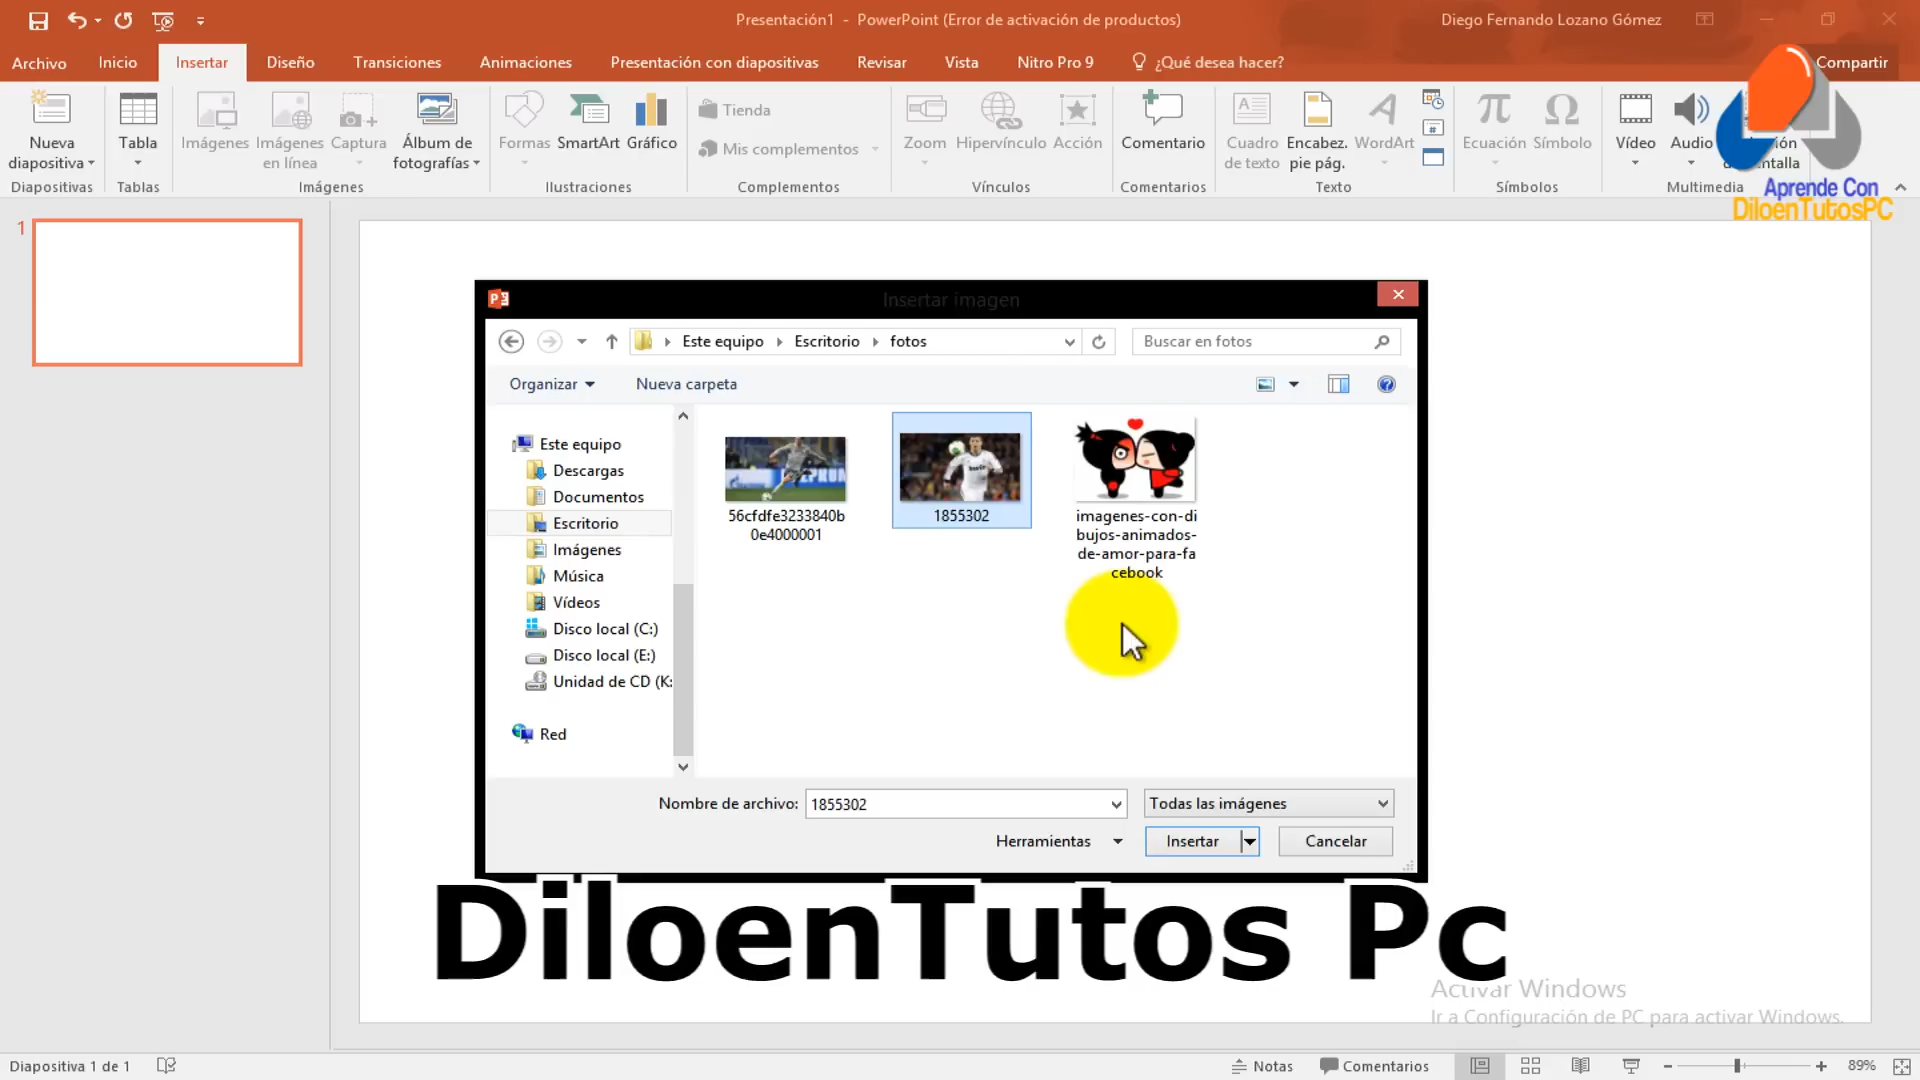 Presentación1 - PowerPoint (Error de activación de productos)
Diego Fernando Lozano Gómez
Archivo Inicio Insertar Diseño Transiciones Animaciones Presentación con diapositivas Revisar Vista Nitro Pro 9 ¿Qué desea hacer? Compartir
Nueva diapositiva
Tabla
Imágenes
Imágenes en línea
Captura
Álbum de fotografías
Formas
SmartArt
Gráfico
Tienda
Mis complementos
Zoom
Hipervínculo
Acción
Comentario
Cuadro de texto
Encabez. pie pág.
WordArt
Ecuación
Símbolo
Vídeo
Audio
Diapositivas Tablas Imágenes Ilustraciones Complementos Vínculos Comentarios Texto Símbolos Multimedia
Aprende Con
DiloenTutosPC
1
Insertar imagen
Este equipo Escritorio fotos
Buscar en fotos
Organizar Nueva carpeta
Este equipo
Descargas
Documentos
Escritorio
Imágenes
Música
Vídeos
Disco local (C:)
Disco local (E:)
Unidad de CD (K:
Red
56cfdfe3233840b
0e4000001
1855302
imagenes-con-di
bujos-animados-
de-amor-para-fa
cebook
Nombre de archivo: 1855302 Todas las imágenes
Herramientas Insertar Cancelar
DiloenTutos Pc
Activar Windows
Ir a Configuración de PC para activar Windows.
Diapositiva 1 de 1
Notas Comentarios 89%